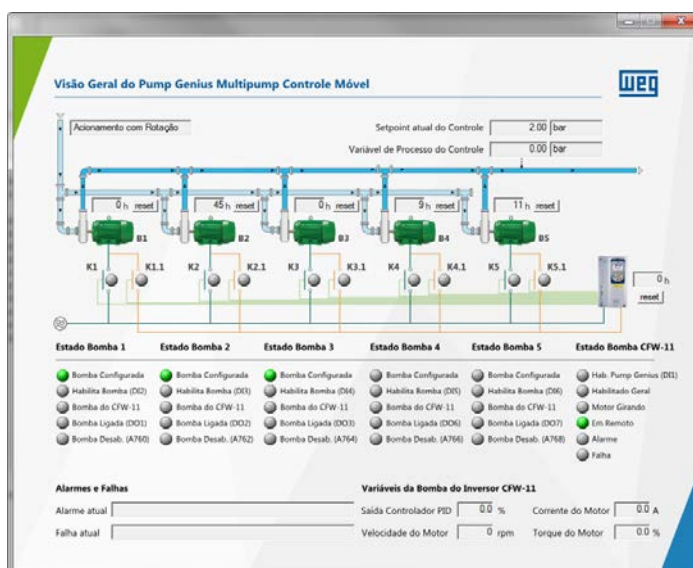 Visão Geral do Pump Genius Multipump Controle Móvel
WEG
Acionamento com Rotação
Setpoint atual do Controle 2.00 bar
Variável de Processo do Controle 0.00 bar
0 h reset 45 h reset 0 h reset 9 h reset 11 h reset
B1 B2 B3 B4 B5
K1 K1.1 K2 K2.1 K3 K3.1 K4 K4.1 K5 K5.1
0 h
reset
Estado Bomba 1 Estado Bomba 2 Estado Bomba 3 Estado Bomba 4 Estado Bomba 5 Estado Bomba CFW-11
Bomba Configurada Bomba Configurada Bomba Configurada Bomba Configurada Bomba Configurada Hab. Pump Genius (DI1)
Habilita Bomba (DI2) Habilita Bomba (DI3) Habilita Bomba (DI4) Habilita Bomba (DI5) Habilita Bomba (DI6) Habilitado Geral
Bomba do CFW-11 Bomba do CFW-11 Bomba do CFW-11 Bomba do CFW-11 Bomba do CFW-11 Motor Girando
Bomba Ligada (DO1) Bomba Ligada (DO2) Bomba Ligada (DO3) Bomba Ligada (DO6) Bomba Ligada (DO7) Em Remoto
Bomba Desab. (A760) Bomba Desab. (A762) Bomba Desab. (A764) Bomba Desab. (A766) Bomba Desab. (A768) Alarme
Falha
Alarmes e Falhas Variáveis da Bomba do Inversor CFW-11
Alarme atual Saída Controlador PID 0.0 % Corrente do Motor 0.0 A
Falha atual Velocidade do Motor 0 rpm Torque do Motor 0.0 %